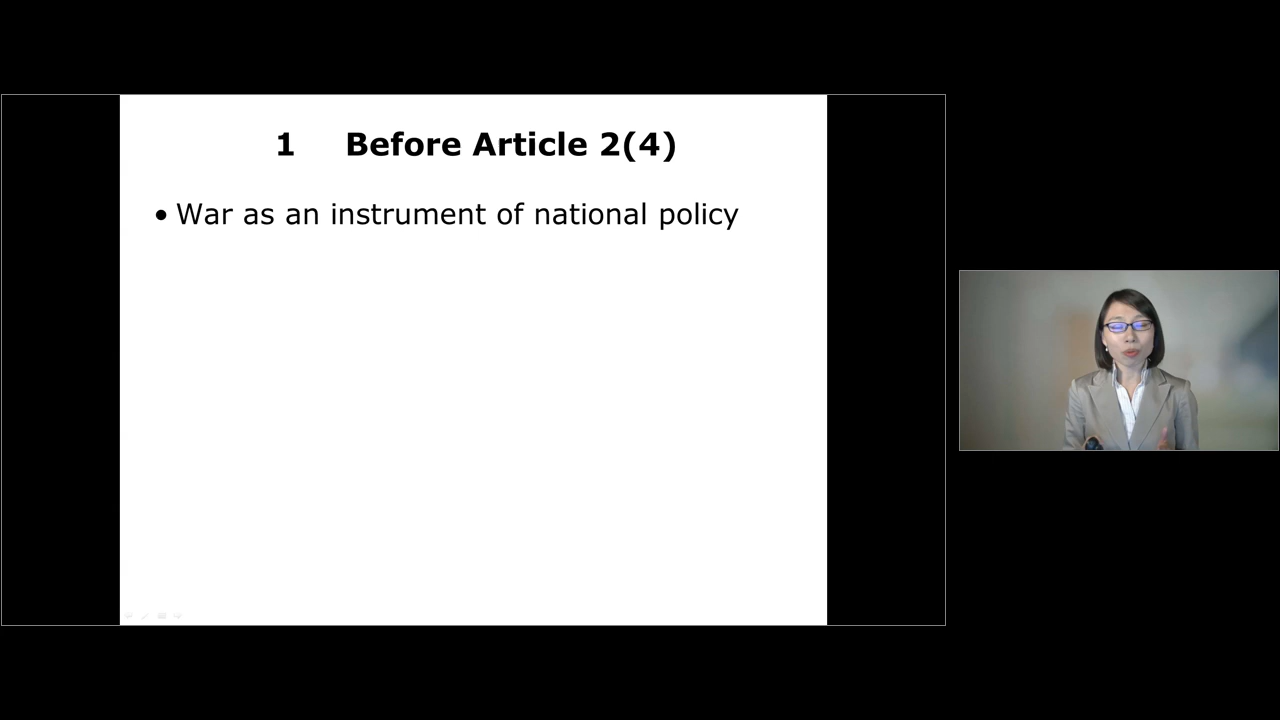 1 Before Article 2(4)
• War as an instrument of national policy